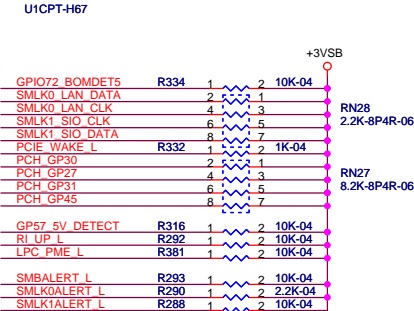 U1CPT-H67
+3VSB
GPIO72_BOMDET5 R334 1 2 10K-04
SMLK0_LAN_DATA 2 1
SMLK0_LAN_CLK 4 3 RN28
SMLK1_SIO_CLK 6 5 2.2K-8P4R-06
SMLK1_SIO_DATA 8 7
PCIE_WAKE_L R332 1 2 1K-04
PCH_GP30 2 1
PCH_GP27 4 3 RN27
PCH_GP31 6 5 8.2K-8P4R-06
PCH_GP45 8 7
GP57_5V_DETECT R316 1 2 10K-04
RI_UP_L R292 1 2 10K-04
LPC_PME_L R381 1 2 10K-04
SMBALERT_L R293 1 2 10K-04
SMLK0ALERT_L R290 1 2 2.2K-04
SMLK1ALERT_L R288 1 2 10K-04